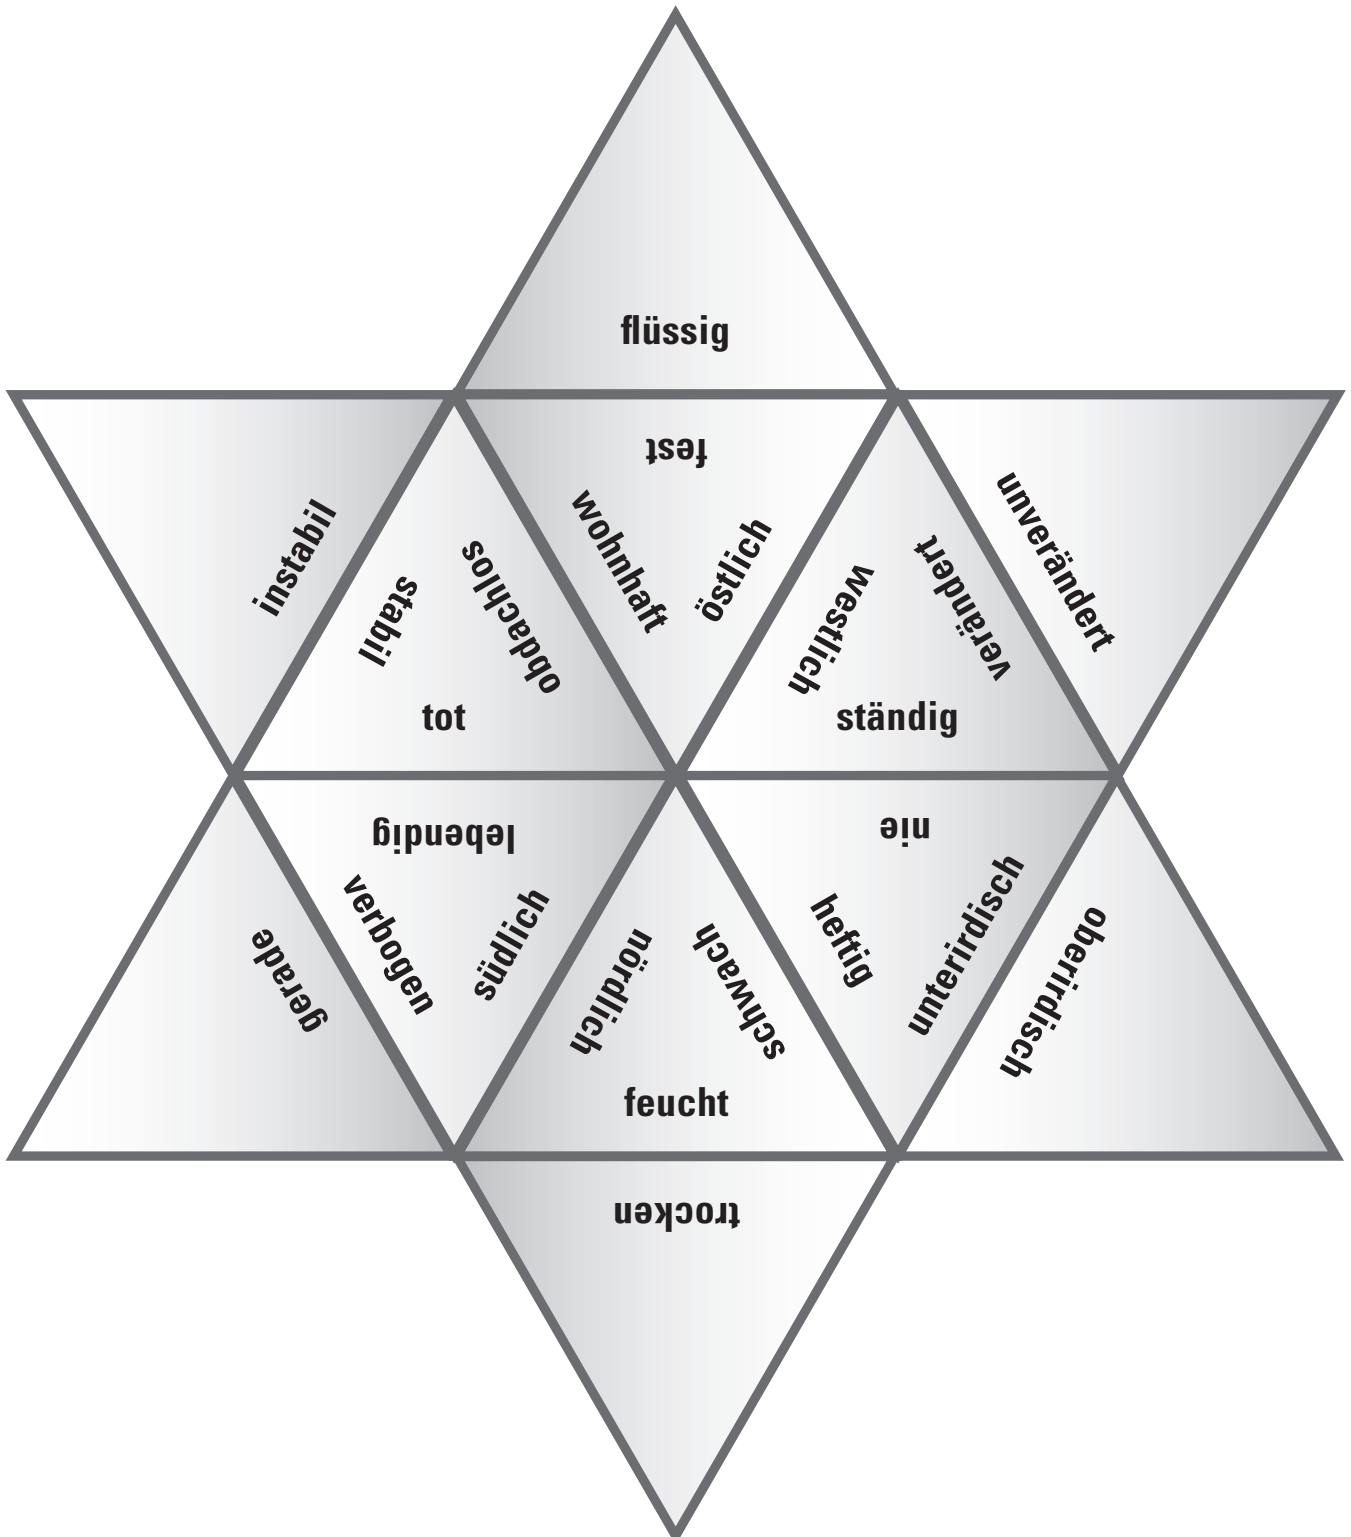 flüssig
fest
wohnhaft
östlich
instabil
stabil
obdachlos
tot
westlich
verändert
ständig
unverändert
lebendig
verbogen
südlich
gerade
nördlich
schwach
feucht
nie
heftig
unterirdisch
oberirdisch
trocken